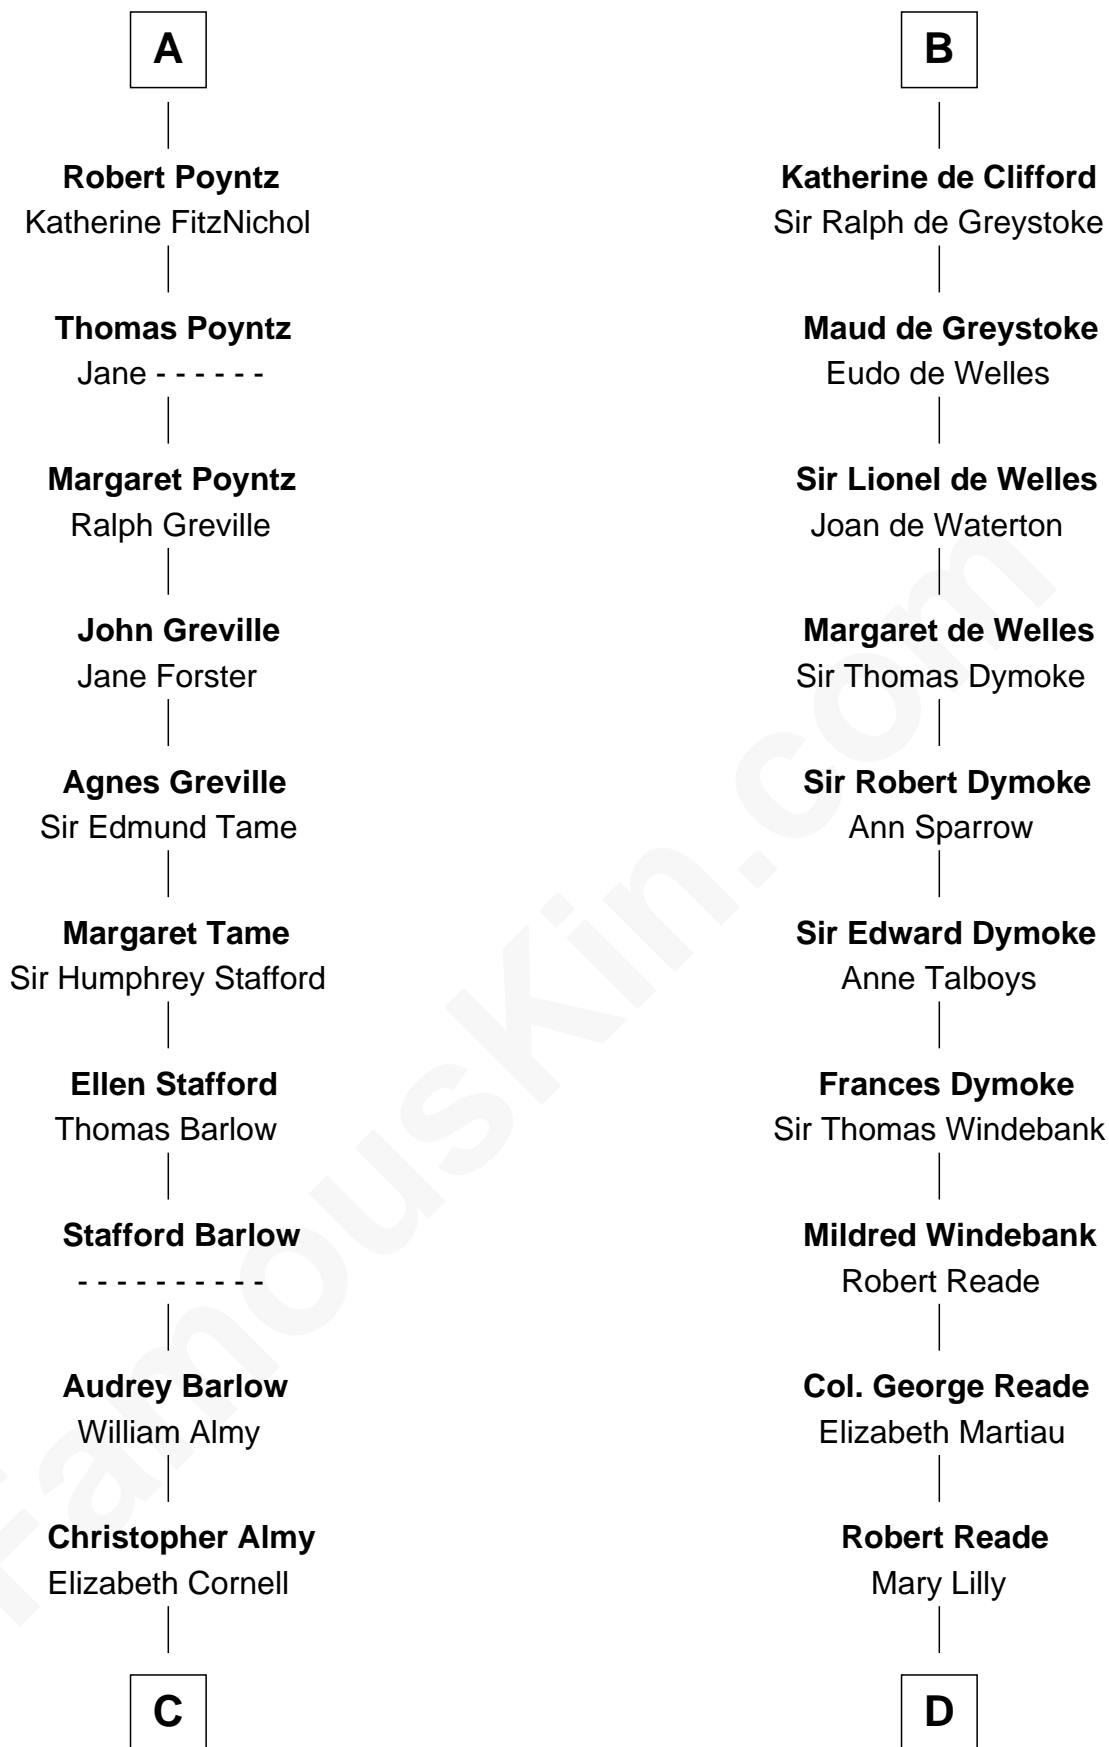 A
Robert Poyntz
Katherine FitzNichol
Thomas Poyntz
Jane - - - - - -
Margaret Poyntz
Ralph Greville
John Greville
Jane Forster
Agnes Greville
Sir Edmund Tame
Margaret Tame
Sir Humphrey Stafford
Ellen Stafford
Thomas Barlow
Stafford Barlow
- - - - - - - - - -
Audrey Barlow
William Almy
Christopher Almy
Elizabeth Cornell
C
B
Katherine de Clifford
Sir Ralph de Greystoke
Maud de Greystoke
Eudo de Welles
Sir Lionel de Welles
Joan de Waterton
Margaret de Welles
Sir Thomas Dymoke
Sir Robert Dymoke
Ann Sparrow
Sir Edward Dymoke
Anne Talboys
Frances Dymoke
Sir Thomas Windebank
Mildred Windebank
Robert Reade
Col. George Reade
Elizabeth Martiau
Robert Reade
Mary Lilly
D
FamousKin.com